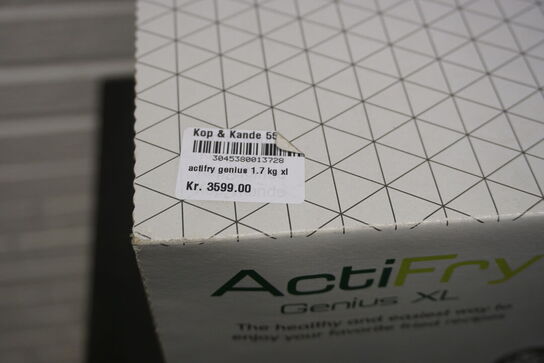 Kop & Kande 55
3045380013728
actifry genius 1.7 kg xl
Kr. 3599.00
ActiFry
Genius XL
The healthy and easiest way to
enjoy your favourite fried recipes